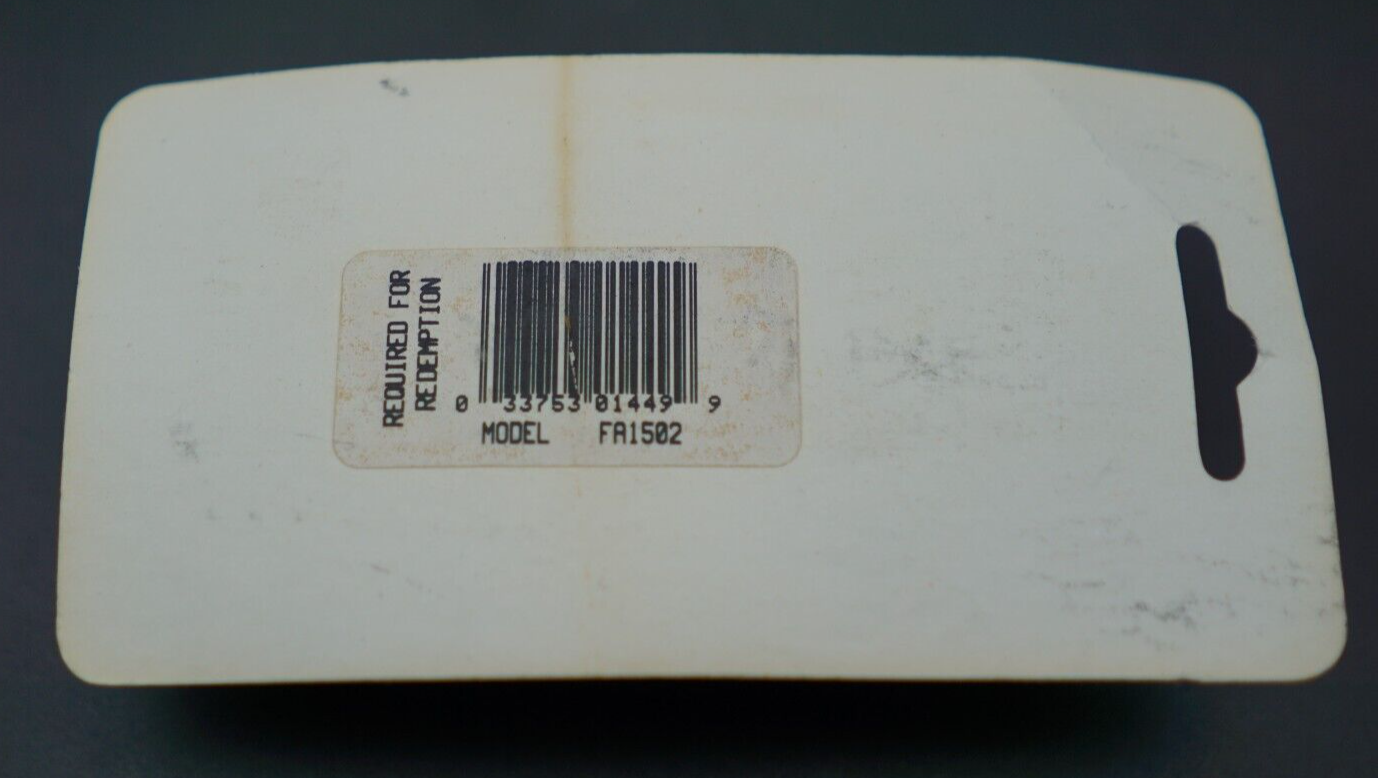 REQUIRED FOR
REDEMPTION
0 33753 01449 9
MODEL FA1502